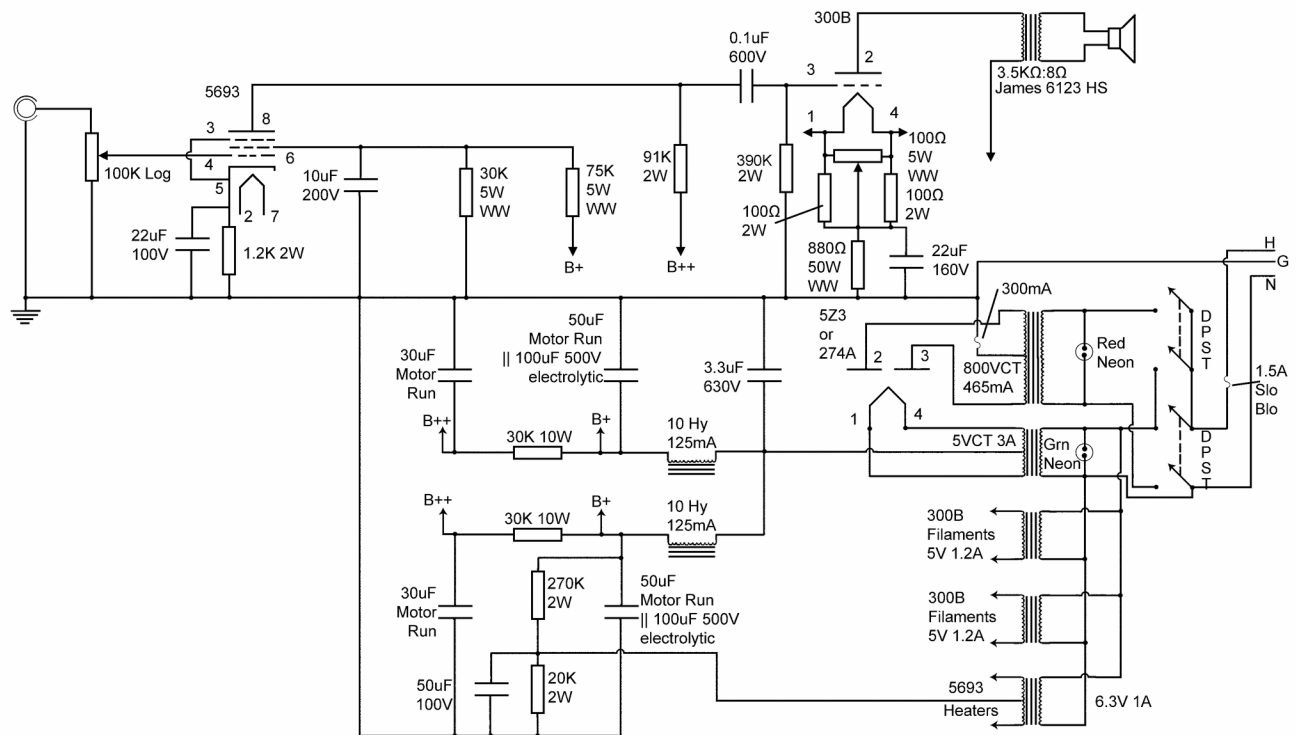 300B
0.1uF
600V
3
2
3.5KΩ:8Ω
James 6123 HS
5693
8
3
4
6
5
2
7
100K Log
22uF
100V
1.2K 2W
10uF
200V
30K
5W
WW
75K
5W
WW
B+
91K
2W
B++
390K
2W
1
4
100Ω
5W
WW
100Ω
2W
100Ω
2W
880Ω
50W
WW
22uF
160V
H
G
N
300mA
5Z3
or
274A
2
3
1
4
800VCT
465mA
Red
Neon
DPST
1.5A
Slo
Blo
5VCT 3A
Grn
Neon
DPST
30uF
Motor
Run
50uF
Motor Run
|| 100uF 500V
electrolytic
3.3uF
630V
B++
30K 10W
B+
10 Hy
125mA
B++
30K 10W
B+
10 Hy
125mA
30uF
Motor
Run
270K
2W
50uF
Motor Run
|| 100uF 500V
electrolytic
50uF
100V
20K
2W
300B
Filaments
5V 1.2A
300B
Filaments
5V 1.2A
5693
Heaters
6.3V 1A